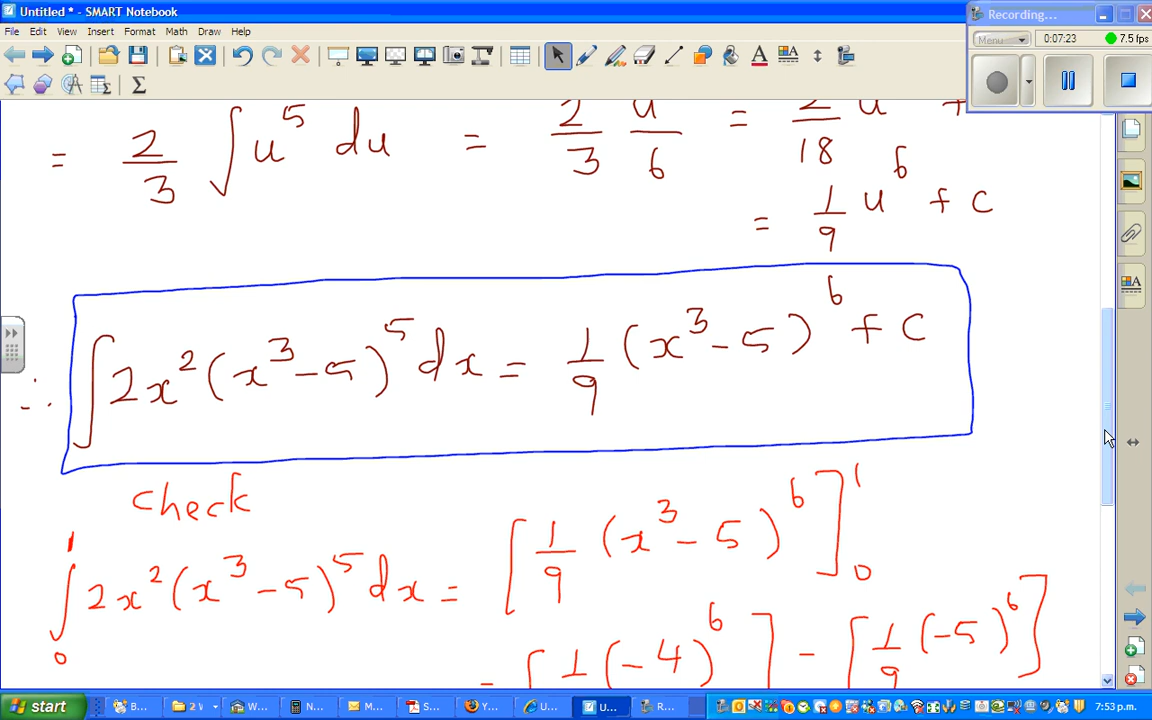 Untitled * - SMART Notebook
Recording...
File Edit View Insert Format Math Draw Help
Menu
0:07:23
7.5 fps
= 2/3 ∫ u^5 du = 2/3 u/6 = 2/18 u +
= 1/9 u^6 + c
∴ ∫ 2x^2 (x^3 - 5)^5 dx = 1/9 (x^3 - 5)^6 + c
check
∫_0^1 2x^2 (x^3 - 5)^5 dx = [ 1/9 (x^3 - 5)^6 ]_0^1
= [ 1 (-4)^6 ] - [ 1/9 (-5)^6 ]
start
B...
2 V
W...
N...
M...
S...
Y...
U...
U...
R...
7:53 p.m.